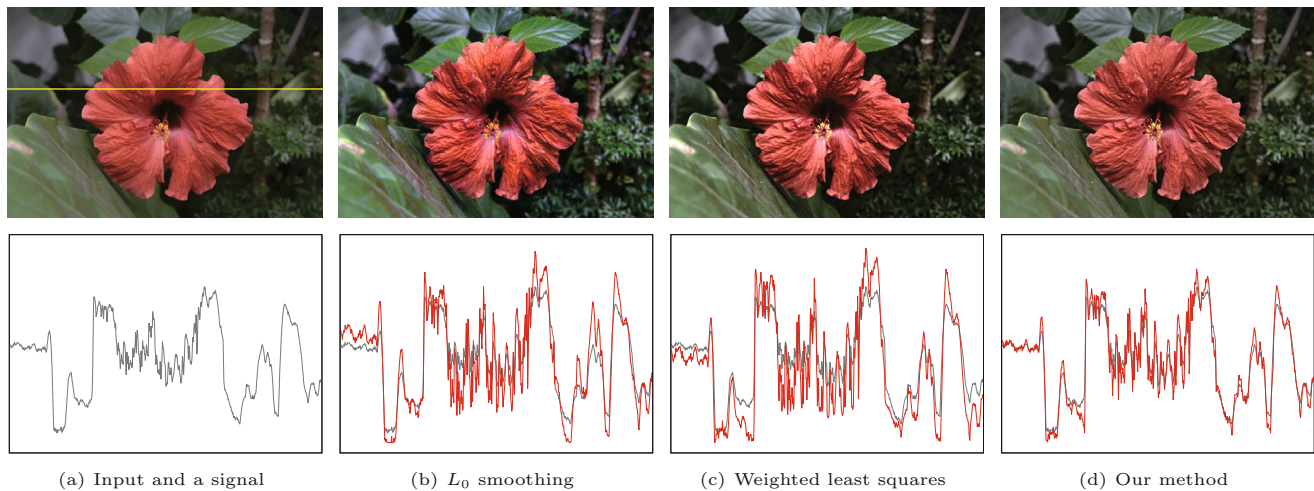 (a) Input and a signal
(b) L₀ smoothing
(c) Weighted least squares
(d) Our method